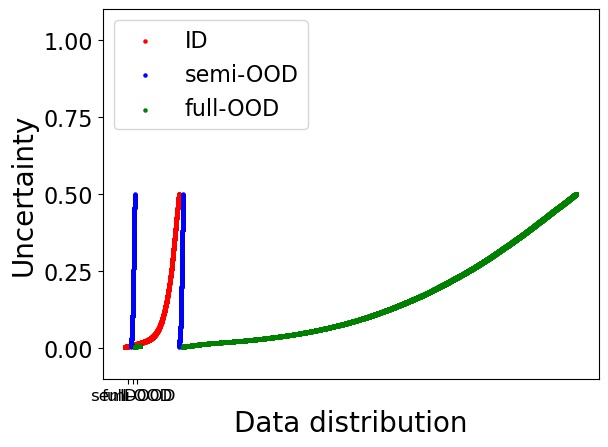 1.00
0.75
0.50
0.25
0.00
Uncertainty
ID
semi-OOD
full-OOD
Data distribution